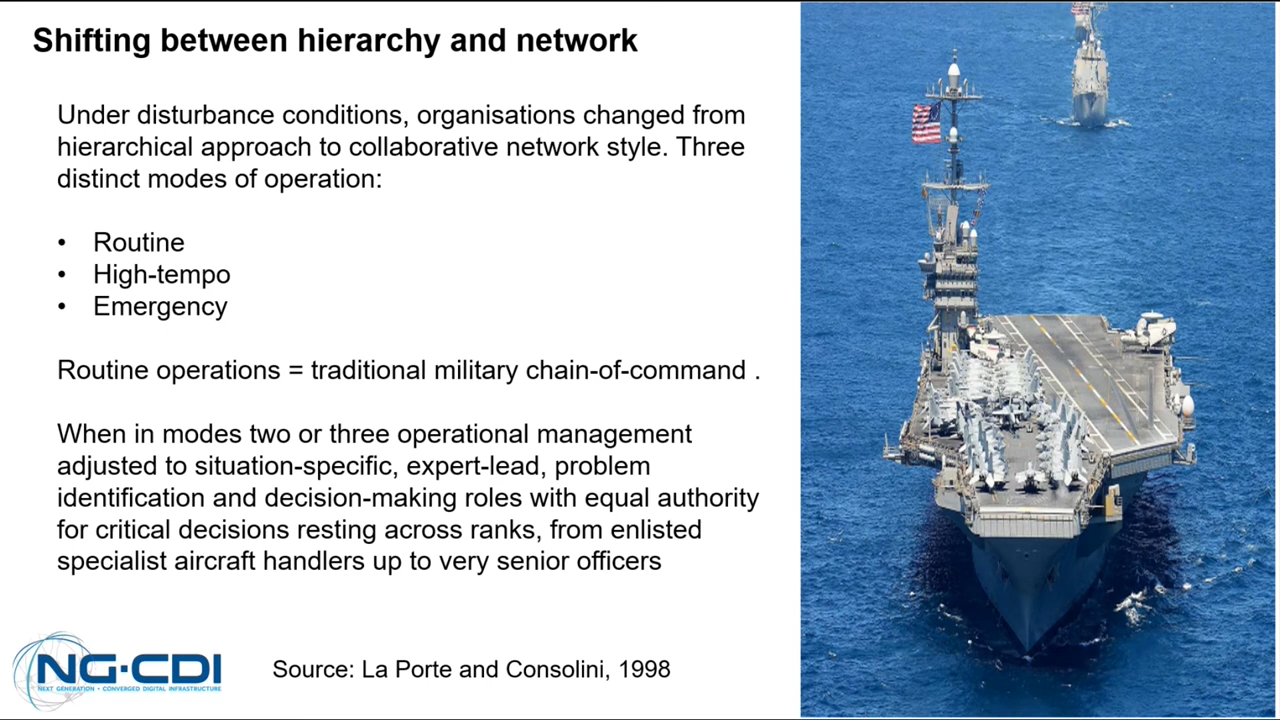 Shifting between hierarchy and network
Under disturbance conditions, organisations changed from
hierarchical approach to collaborative network style. Three
distinct modes of operation:
• Routine
• High-tempo
• Emergency
Routine operations = traditional military chain-of-command .
When in modes two or three operational management
adjusted to situation-specific, expert-lead, problem
identification and decision-making roles with equal authority
for critical decisions resting across ranks, from enlisted
specialist aircraft handlers up to very senior officers
NG·CDI
NEXT GENERATION • CONVERGED DIGITAL INFRASTRUCTURE
Source: La Porte and Consolini, 1998